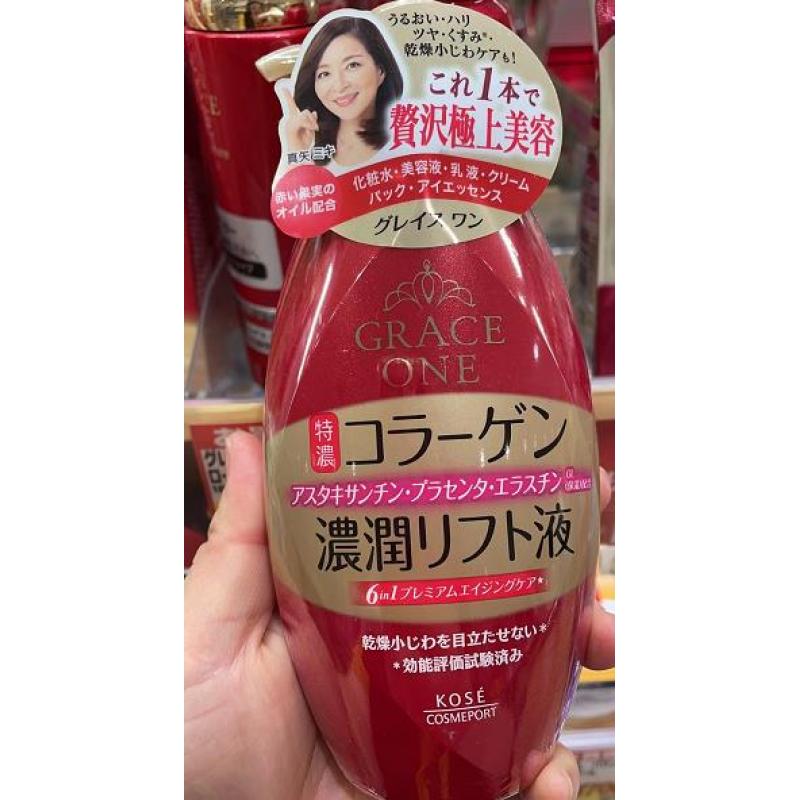 うるおい・ハリ
ツヤ・くすみ※・
乾燥小じわケアも!
これ1本で
贅沢極上美容
真矢ミキ
赤い果実の
オイル配合
化粧水・美容液・乳液・クリーム
パック・アイエッセンス
グレイス ワン
GRACE
ONE
特濃
コラーゲン
アスタキサンチン・プラセンタ・エラスチン
濃潤リフト液
6in1プレミアムエイジングケア★
乾燥小じわを目立たせない*
*効能評価試験済み
KOSÉ
COSMEPORT